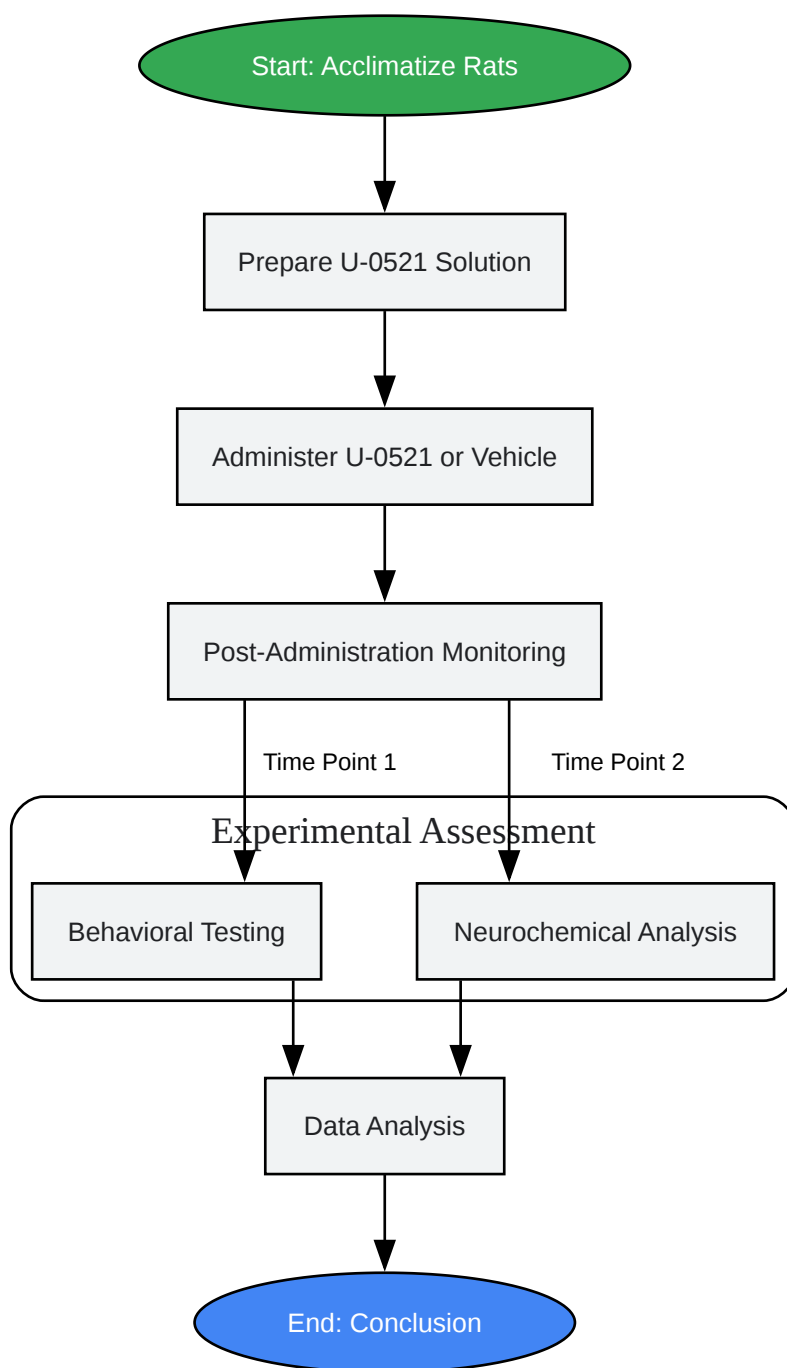 Start: Acclimatize Rats
Prepare U-0521 Solution
Administer U-0521 or Vehicle
Post-Administration Monitoring
Time Point 1
Time Point 2
Experimental Assessment
Behavioral Testing
Neurochemical Analysis
Data Analysis
End: Conclusion